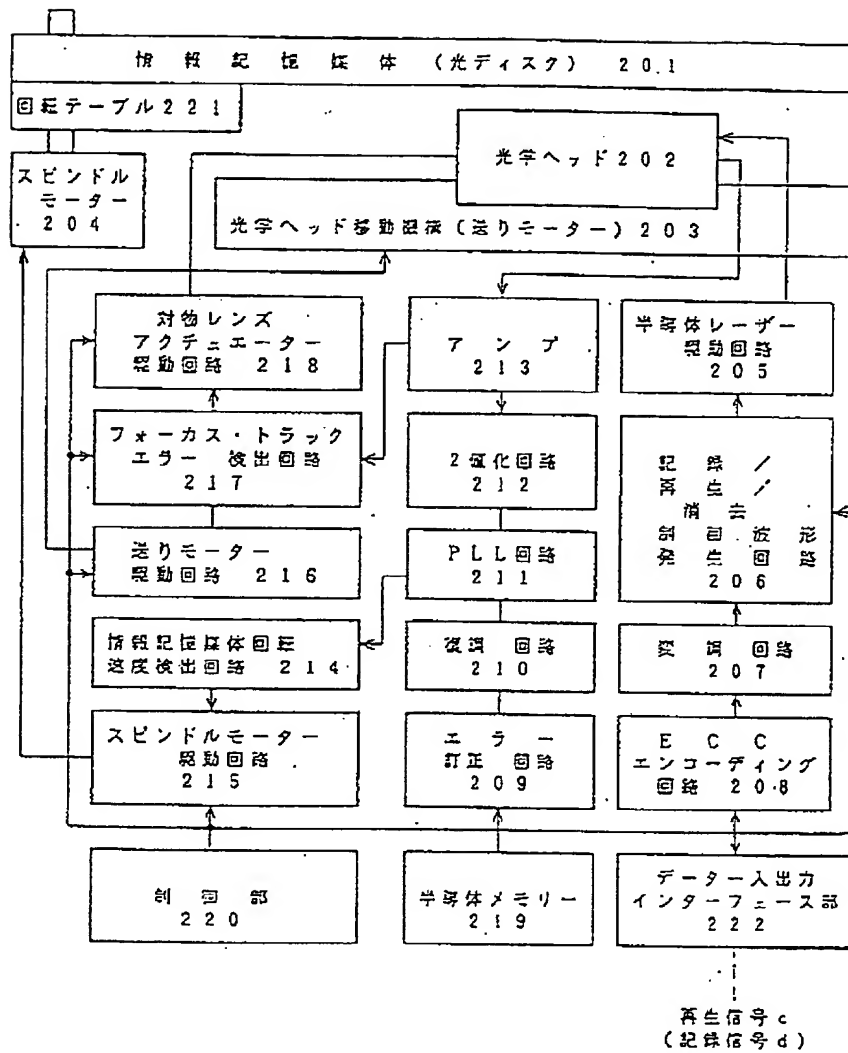 情報記憶媒体(光ディスク) 20.1
回転テーブル221
光学ヘッド202
スピンドル
モーター
204
光学ヘッド移動機構(送りモーター)203
対物レンズ
アクチュエーター
駆動回路 218
アンプ
213
半導体レーザー
駆動回路
205
フォーカス・トラック
エラー 検出回路
217
2値化回路
212
記録/
再生/
消去
制御波形
発生回路
206
送りモーター
駆動回路 216
PLL回路
211
情報記憶媒体回転
速度検出回路 214
復調回路
210
変調回路
207
スピンドルモーター
駆動回路
215
エラー
訂正 回路
209
ECC
エンコーディング
回路 20.8
制御部
220
半導体メモリー
219
データー入出力
インターフェース部
222
再生信号c
(記録信号d)